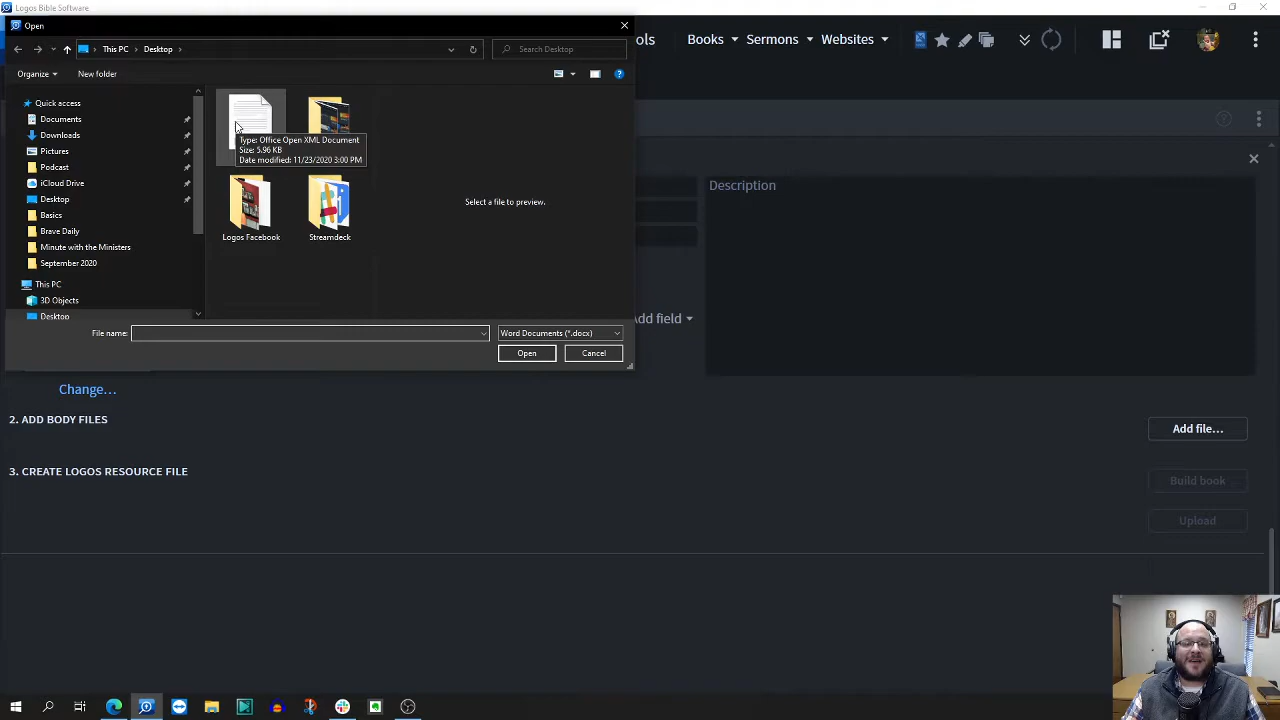 Logos Bible Software
Open
This PC
Desktop
Search Desktop
Organize
New folder
Quick access
Documents
Downloads
Pictures
Podcast
iCloud Drive
Desktop
Basics
Brave Daily
Minute with the Ministers
September 2020
This PC
3D Objects
Desktop
Type: Office Open XML Document
Size: 5.96 KB
Date modified: 11/23/2020 3:00 PM
Logos Facebook
Streamdeck
Select a file to preview.
File name:
Word Documents (*.docx)
Open
Cancel
Books
Sermons
Websites
Description
Change...
2. ADD BODY FILES
Add file...
3. CREATE LOGOS RESOURCE FILE
Build book
Upload